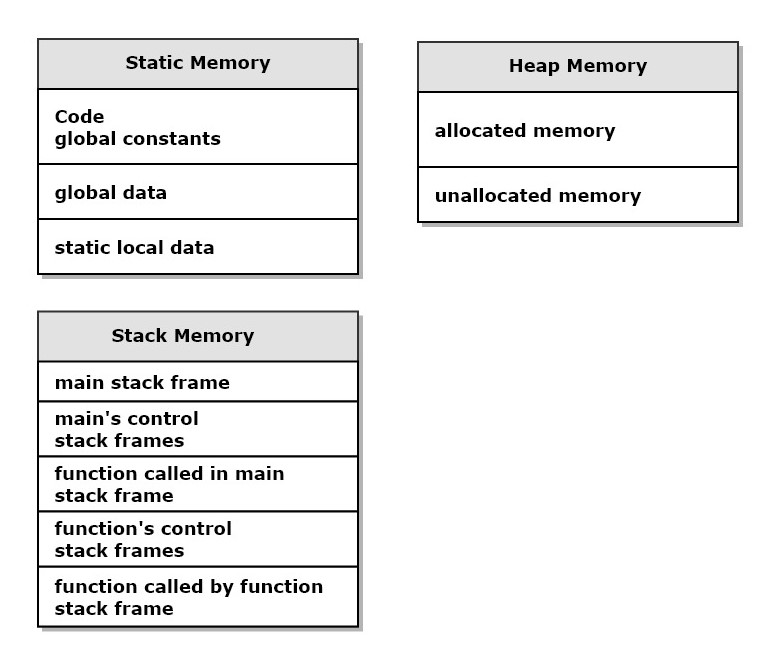 Static Memory
Code
global constants
global data
static local data
Heap Memory
allocated memory
unallocated memory
Stack Memory
main stack frame
main's control
stack frames
function called in main
stack frame
function's control
stack frames
function called by function
stack frame